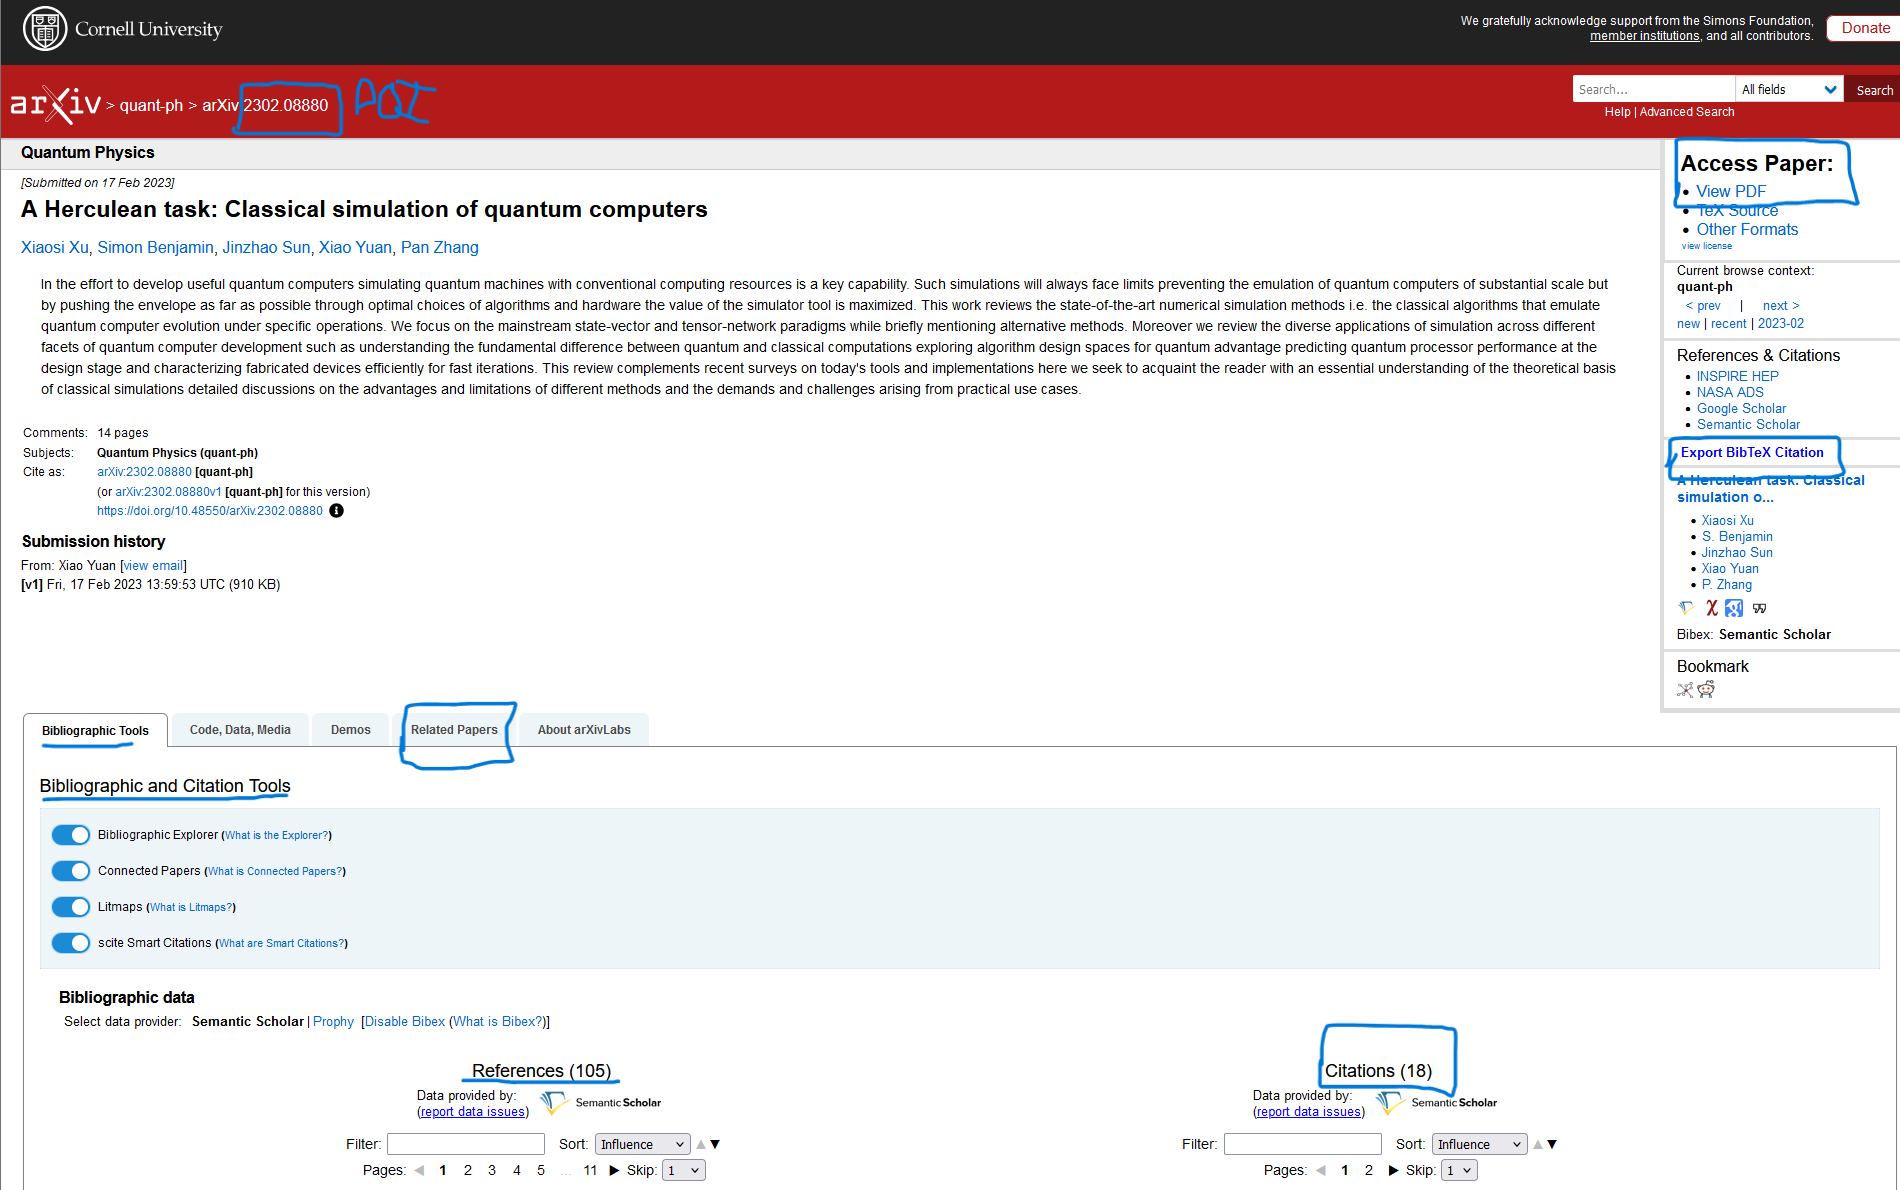 Cornell University
We gratefully acknowledge support from the Simons Foundation,
member institutions, and all contributors.
Donate
arXiv > quant-ph > arXiv 2302.08880
Search...
All fields
Search
Help | Advanced Search
Quantum Physics
[Submitted on 17 Feb 2023]
A Herculean task: Classical simulation of quantum computers
Xiaosi Xu, Simon Benjamin, Jinzhao Sun, Xiao Yuan, Pan Zhang
In the effort to develop useful quantum computers simulating quantum machines with conventional computing resources is a key capability. Such simulations will always face limits preventing the emulation of quantum computers of substantial scale but
by pushing the envelope as far as possible through optimal choices of algorithms and hardware the value of the simulator tool is maximized. This work reviews the state-of-the-art numerical simulation methods i.e. the classical algorithms that emulate
quantum computer evolution under specific operations. We focus on the mainstream state-vector and tensor-network paradigms while briefly mentioning alternative methods. Moreover we review the diverse applications of simulation across different
facets of quantum computer development such as understanding the fundamental difference between quantum and classical computations exploring algorithm design spaces for quantum advantage predicting quantum processor performance at the
design stage and characterizing fabricated devices efficiently for fast iterations. This review complements recent surveys on today's tools and implementations here we seek to acquaint the reader with an essential understanding of the theoretical basis
of classical simulations detailed discussions on the advantages and limitations of different methods and the demands and challenges arising from practical use cases.
Comments: 14 pages
Subjects: Quantum Physics (quant-ph)
Cite as: arXiv:2302.08880 [quant-ph]
(or arXiv:2302.08880v1 [quant-ph] for this version)
https://doi.org/10.48550/arXiv.2302.08880
Submission history
From: Xiao Yuan [view email]
[v1] Fri, 17 Feb 2023 13:59:53 UTC (910 KB)
Access Paper:
View PDF
TeX Source
Other Formats
view license
Current browse context:
quant-ph
< prev | next >
new | recent | 2023-02
References & Citations
INSPIRE HEP
NASA ADS
Google Scholar
Semantic Scholar
Export BibTeX Citation
A Herculean task: Classical
simulation o...
Xiaosi Xu
S. Benjamin
Jinzhao Sun
Xiao Yuan
P. Zhang
Bibex: Semantic Scholar
Bookmark
Bibliographic Tools
Code, Data, Media
Demos
Related Papers
About arXivLabs
Bibliographic and Citation Tools
Bibliographic Explorer (What is the Explorer?)
Connected Papers (What is Connected Papers?)
Litmaps (What is Litmaps?)
scite Smart Citations (What are Smart Citations?)
Bibliographic data
Select data provider: Semantic Scholar | Prophy [Disable Bibex (What is Bibex?)]
References (105)
Data provided by:
(report data issues)
Semantic Scholar
Filter: Sort: Influence
Pages: 1 2 3 4 5 ... 11 Skip: 1
Citations (18)
Data provided by:
(report data issues)
Semantic Scholar
Filter: Sort: Influence
Pages: 1 2 Skip: 1